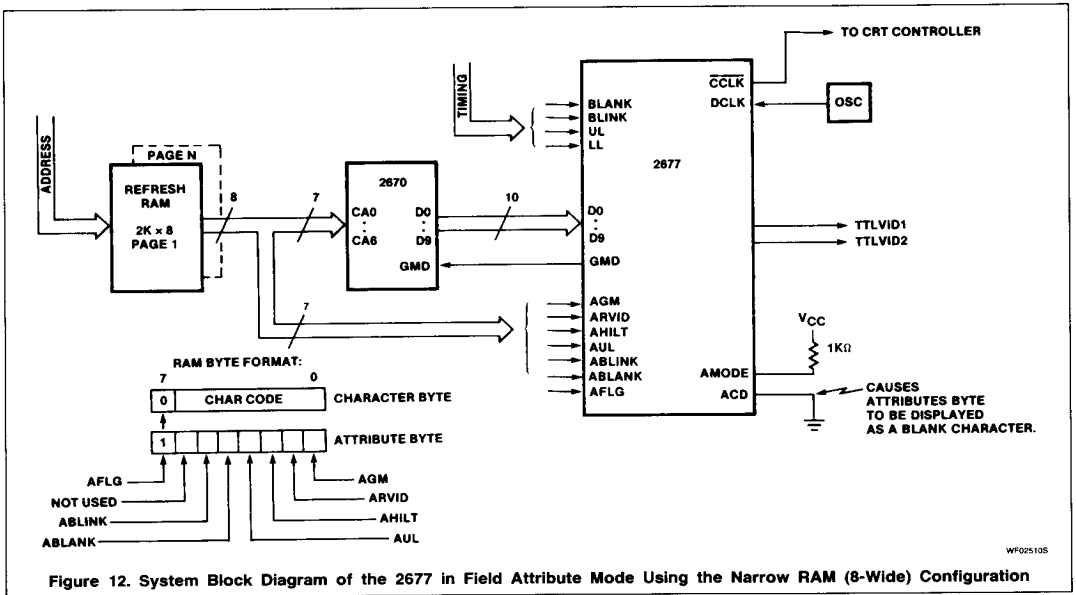 TO CRT CONTROLLER
TIMING
CCLK
DCLK
OSC
BLANK
BLINK
UL
LL
2677
ADDRESS
PAGE N
REFRESH
RAM
2K × 8
PAGE 1
8
7
2670
CA0
CA6
D0
D9
GMD
10
D0
D9
GMD
TTLVID1
TTLVID2
7
AGM
ARVID
AHILT
AUL
ABLINK
ABLANK
AFLG
VCC
1KΩ
AMODE
ACD
CAUSES
ATTRIBUTES BYTE
TO BE DISPLAYED
AS A BLANK CHARACTER.
RAM BYTE FORMAT:
7 0
0 CHAR CODE CHARACTER BYTE
1 ATTRIBUTE BYTE
AFLG
NOT USED
ABLINK
ABLANK
AGM
ARVID
AHILT
AUL
WF02510S
Figure 12. System Block Diagram of the 2677 in Field Attribute Mode Using the Narrow RAM (8-Wide) Configuration